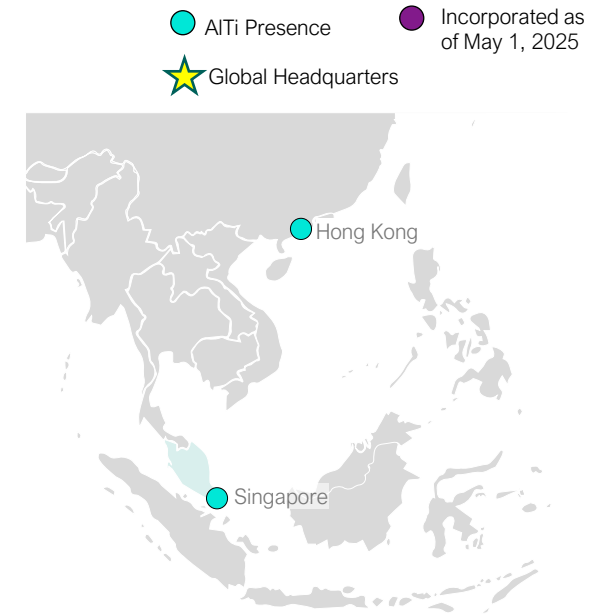 AlTi Presence
Incorporated as
of May 1, 2025
Global Headquarters
Hong Kong
Singapore